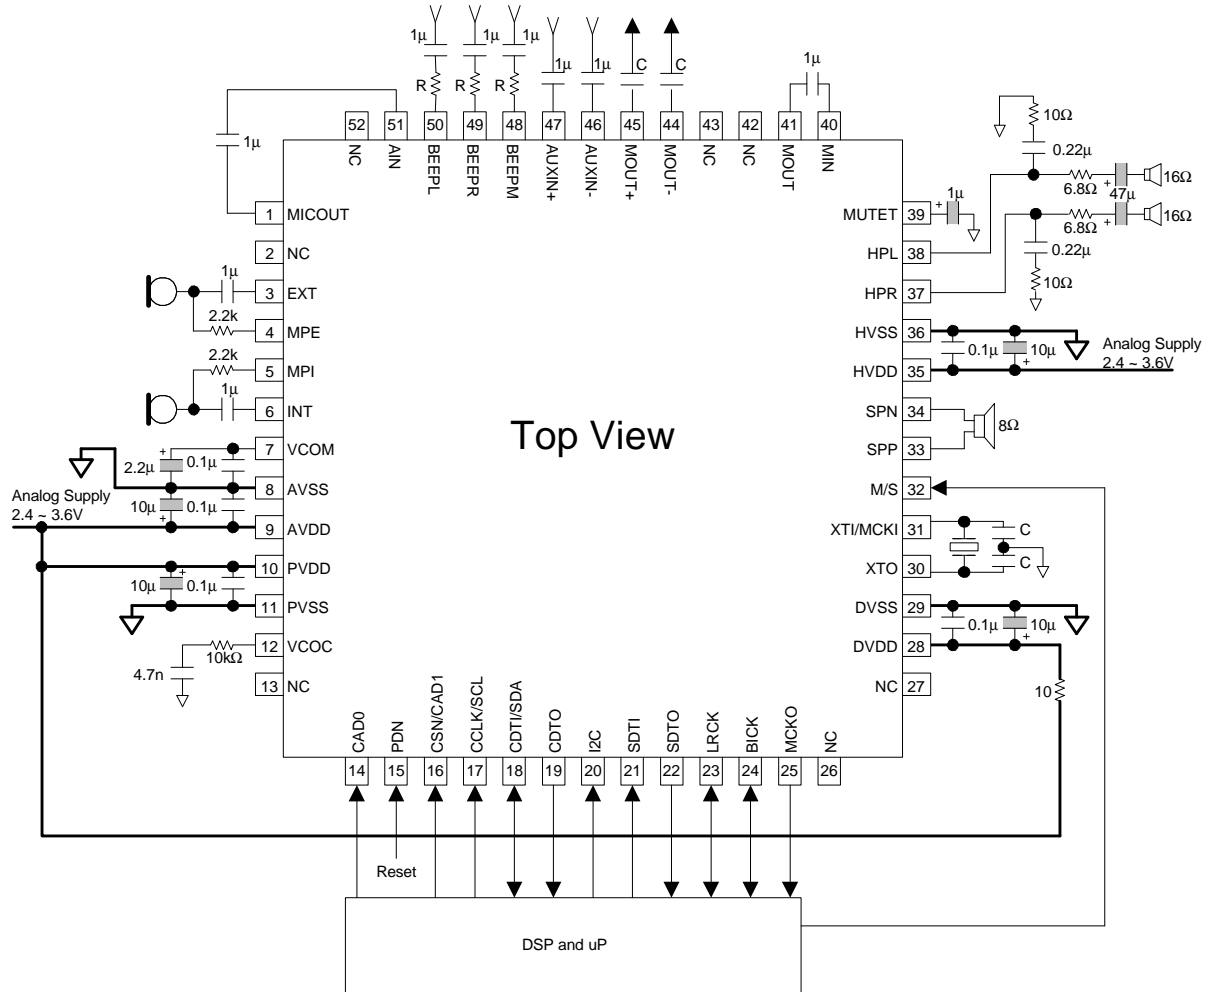 1µ 1µ 1µ 1µ 1µ C C 1µ
R R R
52 51 50 49 48 47 46 45 44 43 42 41 40
NC AIN BEEPL BEEPR BEEPM AUXIN+ AUXIN- MOUT+ MOUT- NC NC MOUT MIN
1µ
10Ω
0.22µ
6.8Ω + 47µ 16Ω
6.8Ω + 16Ω
0.22µ
10Ω
1 MICOUT
2 NC
1µ 3 EXT
2.2k 4 MPE
2.2k 5 MPI
1µ 6 INT
+ 2.2µ 0.1µ 7 VCOM
8 AVSS
Analog Supply
2.4 ~ 3.6V
10µ + 0.1µ
9 AVDD
10 PVDD
10µ + 0.1µ
11 PVSS
10kΩ 12 VCOC
4.7n
13 NC
Top View
MUTET 39 + 1µ
HPL 38
HPR 37
HVSS 36
0.1µ 10µ +
Analog Supply
2.4 ~ 3.6V
HVDD 35
SPN 34
8Ω
SPP 33
M/S 32
XTI/MCKI 31 C
XTO 30 C
DVSS 29
0.1µ 10µ +
DVDD 28
NC 27
10
CAD0 PDN CSN/CAD1 CCLK/SCL CDTI/SDA CDTO I2C SDTI SDTO LRCK BICK MCKO NC
14 15 16 17 18 19 20 21 22 23 24 25 26
Reset
DSP and uP